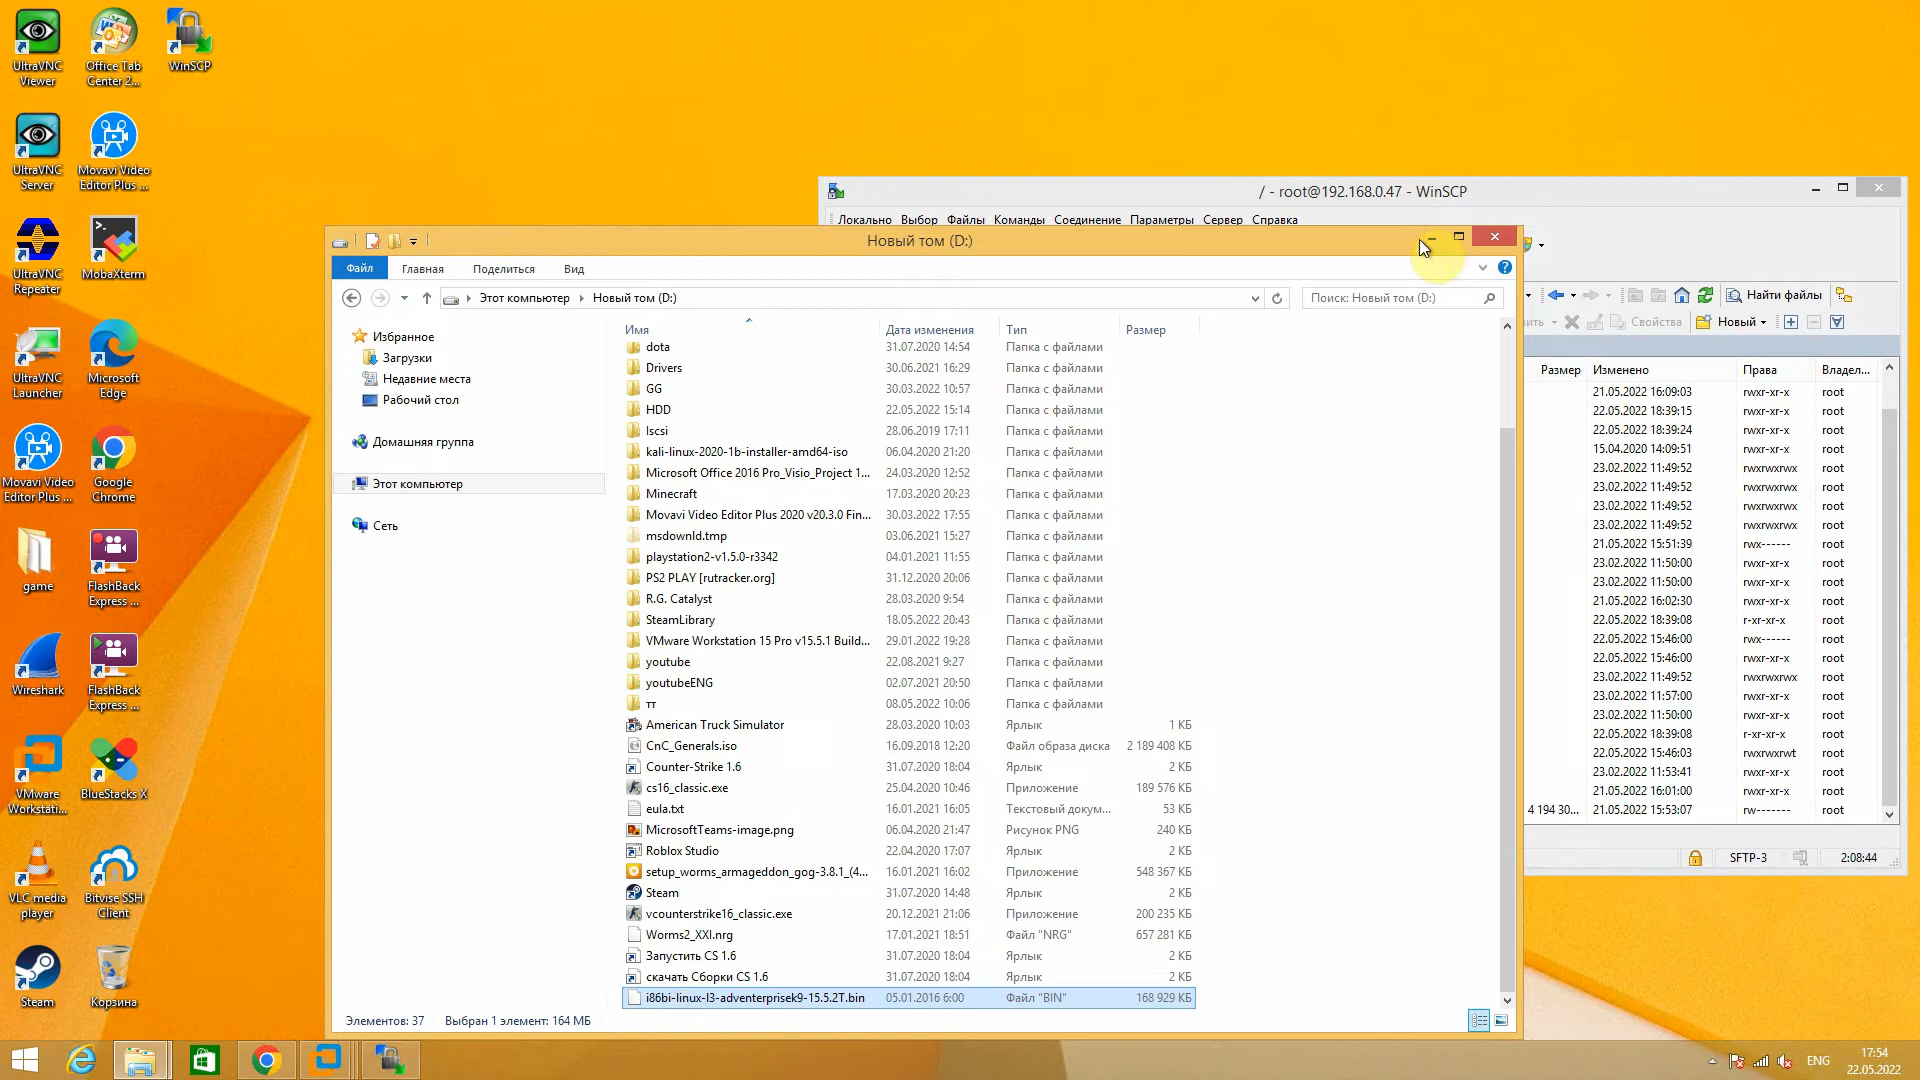 UltraVNC
Viewer
Office Tab
Center 2...
WinSCP
UltraVNC
Server
Movavi Video
Editor Plus ...
UltraVNC
Repeater
MobaXterm
UltraVNC
Launcher
Microsoft
Edge
Movavi Video
Editor Plus ...
Google
Chrome
game
FlashBack
Express ...
Wireshark
FlashBack
Express ...
VMware
Workstati...
BlueStacks X
VLC media
player
Bitvise SSH
Client
Steam
Корзина
/ - root@192.168.0.47 - WinSCP
Локально Выбор Файлы Команды Соединение Параметры Сервер Справка
Найти файлы
Свойства Новый
Размер Изменено Права Владел...
21.05.2022 16:09:03 rwxr-xr-x root
22.05.2022 18:39:15 rwxr-xr-x root
22.05.2022 18:39:24 rwxr-xr-x root
15.04.2020 14:09:51 rwxr-xr-x root
23.02.2022 11:49:52 rwxrwxrwx root
23.02.2022 11:49:52 rwxrwxrwx root
23.02.2022 11:49:52 rwxrwxrwx root
23.02.2022 11:49:52 rwxrwxrwx root
21.05.2022 15:51:39 rwx------ root
23.02.2022 11:50:00 rwxr-xr-x root
23.02.2022 11:50:00 rwxr-xr-x root
21.05.2022 16:02:30 rwxr-xr-x root
22.05.2022 18:39:08 r-xr-xr-x root
22.05.2022 15:46:00 rwx------ root
22.05.2022 15:46:00 rwxr-xr-x root
23.02.2022 11:49:52 rwxrwxrwx root
23.02.2022 11:57:00 rwxr-xr-x root
23.02.2022 11:50:00 rwxr-xr-x root
22.05.2022 18:39:08 r-xr-xr-x root
22.05.2022 15:46:03 rwxrwxrwt root
23.02.2022 11:53:41 rwxr-xr-x root
21.05.2022 16:01:00 rwxr-xr-x root
4 194 30... 21.05.2022 15:53:07 rw------- root
SFTP-3 2:08:44
Новый том (D:)
Файл Главная Поделиться Вид
Этот компьютер Новый том (D:)
Поиск: Новый том (D:)
Избранное
Загрузки
Недавние места
Рабочий стол
Домашняя группа
Этот компьютер
Сеть
Имя Дата изменения Тип Размер
dota 31.07.2020 14:54 Папка с файлами
Drivers 30.06.2021 16:29 Папка с файлами
GG 30.03.2022 10:57 Папка с файлами
HDD 22.05.2022 15:14 Папка с файлами
Iscsi 28.06.2019 17:11 Папка с файлами
kali-linux-2020-1b-installer-amd64-iso 06.04.2020 21:20 Папка с файлами
Microsoft Office 2016 Pro_Visio_Project 1... 24.03.2020 12:52 Папка с файлами
Minecraft 17.03.2020 20:23 Папка с файлами
Movavi Video Editor Plus 2020 v20.3.0 Fin... 30.03.2022 17:55 Папка с файлами
msdownld.tmp 03.06.2021 15:27 Папка с файлами
playstation2-v1.5.0-r3342 04.01.2021 11:55 Папка с файлами
PS2 PLAY [rutracker.org] 31.12.2020 20:06 Папка с файлами
R.G. Catalyst 28.03.2020 9:54 Папка с файлами
SteamLibrary 18.05.2022 20:43 Папка с файлами
VMware Workstation 15 Pro v15.5.1 Build... 29.01.2022 19:28 Папка с файлами
youtube 22.08.2021 9:27 Папка с файлами
youtubeENG 02.07.2021 20:50 Папка с файлами
тт 08.05.2022 10:06 Папка с файлами
American Truck Simulator 28.03.2020 10:03 Ярлык 1 КБ
CnC_Generals.iso 16.09.2018 12:20 Файл образа диска 2 189 408 КБ
Counter-Strike 1.6 31.07.2020 18:04 Ярлык 2 КБ
cs16_classic.exe 25.04.2020 10:46 Приложение 189 576 КБ
eula.txt 16.01.2021 16:05 Текстовый докум... 53 КБ
MicrosoftTeams-image.png 06.04.2020 21:47 Рисунок PNG 240 КБ
Roblox Studio 22.04.2020 17:07 Ярлык 2 КБ
setup_worms_armageddon_gog-3.8.1_(4... 16.01.2021 16:02 Приложение 548 367 КБ
Steam 31.07.2020 14:48 Ярлык 2 КБ
vcounterstrike16_classic.exe 20.12.2021 21:06 Приложение 200 235 КБ
Worms2_XXI.nrg 17.01.2021 18:51 Файл "NRG" 657 281 КБ
Запустить CS 1.6 31.07.2020 18:04 Ярлык 2 КБ
скачать Сборки CS 1.6 31.07.2020 18:04 Ярлык 2 КБ
i86bi-linux-l3-adventerprisek9-15.5.2T.bin 05.01.2016 6:00 Файл "BIN" 168 929 КБ
Элементов: 37 Выбран 1 элемент: 164 МБ
ENG
17:54
22.05.2022